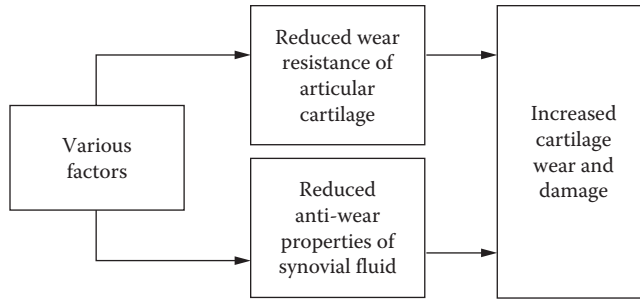 Various
factors
Reduced wear
resistance of
articular
cartilage
Reduced
anti-wear
properties of
synovial fluid
Increased
cartilage
wear and
damage